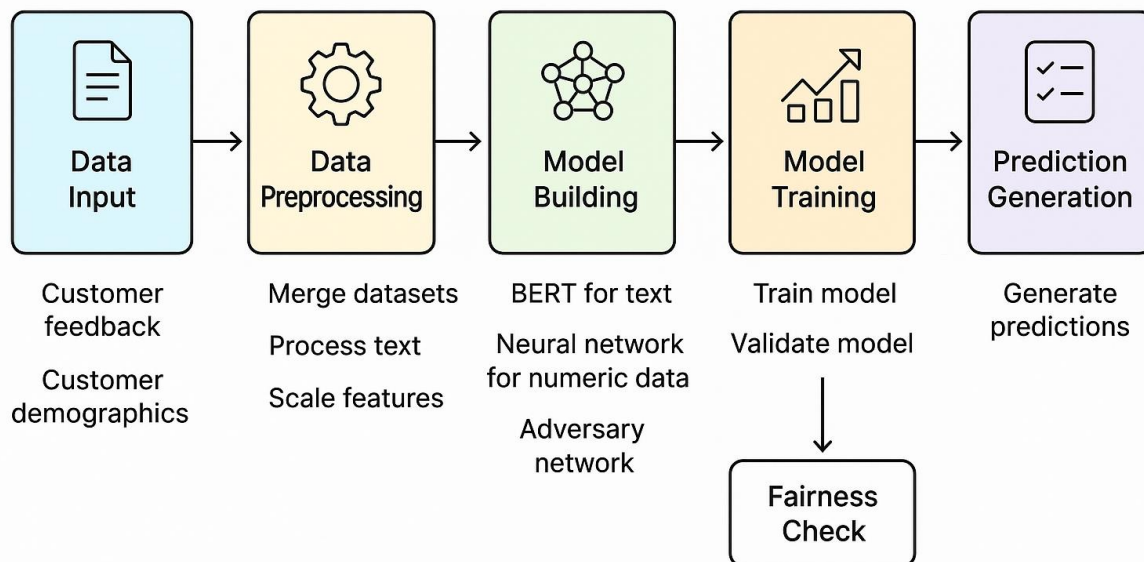 Data
Input
Data
Preprocessing
Model
Building
Model
Training
Prediction
Generation
Customer
feedback
Customer
demographics
Merge datasets
Process text
Scale features
BERT for text
Neural network
for numeric data
Adversary
network
Train model
Validate model
Fairness
Check
Generate
predictions